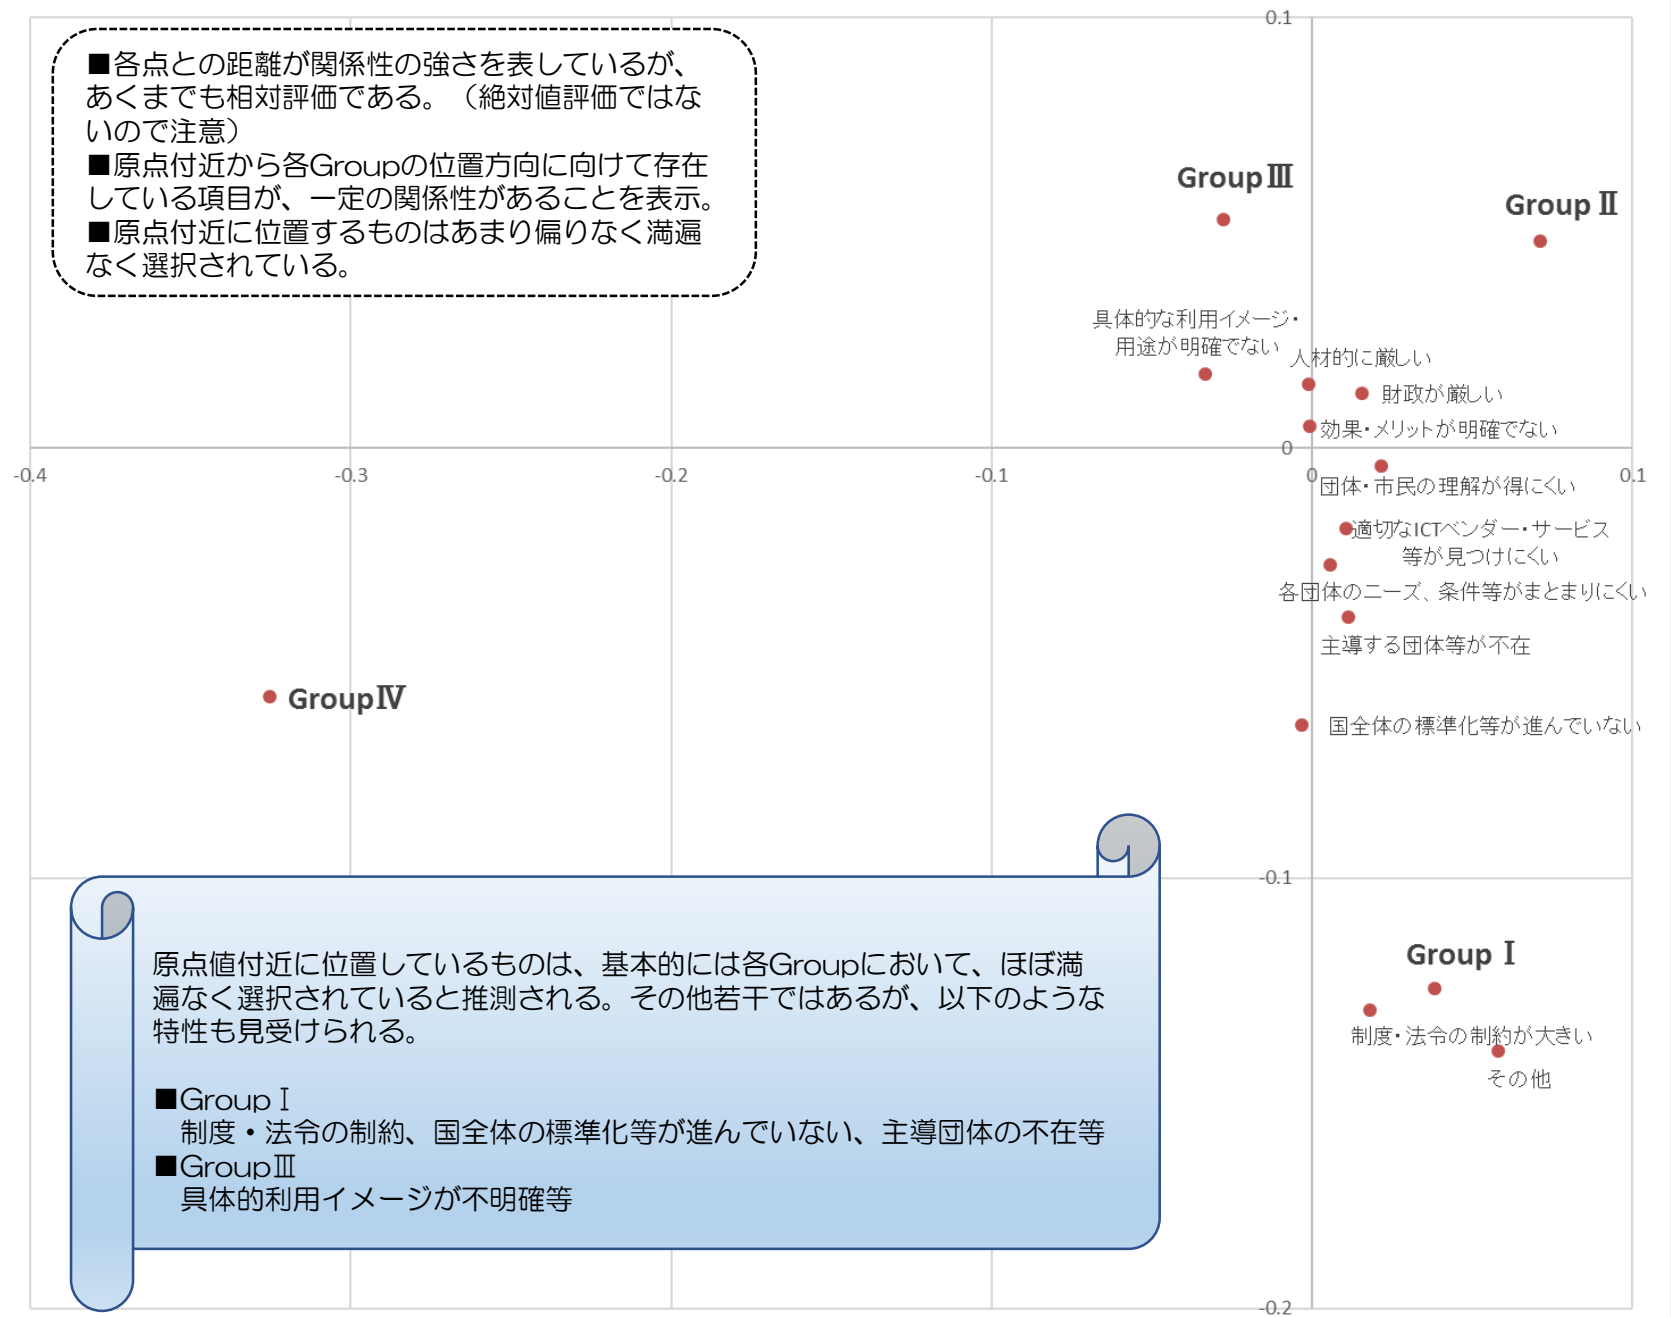 0.1
■各点との距離が関係性の強さを表しているが、
あくまでも相対評価である。（絶対値評価ではな
いので注意）
■原点付近から各Groupの位置方向に向けて存在
している項目が、一定の関係性があることを表示。
■原点付近に位置するものはあまり偏りなく満遍
なく選択されている。
GroupⅢ
GroupⅡ
具体的な利用イメージ・
用途が明確でない
人材的に厳しい
財政が厳しい
効果・メリットが明確でない
0
-0.4
-0.3
-0.2
-0.1
0
0.1
団体・市民の理解が得にくい
適切なICTベンダー・サービス
等が見つけにくい
各団体のニーズ、条件等がまとまりにくい
主導する団体等が不在
GroupⅣ
国全体の標準化等が進んでいない
-0.1
GroupⅠ
制度・法令の制約が大きい
その他
原点値付近に位置しているものは、基本的には各Groupにおいて、ほぼ満
遍なく選択されていると推測される。その他若干ではあるが、以下のような
特性も見受けられる。
■GroupⅠ
制度・法令の制約、国全体の標準化等が進んでいない、主導団体の不在等
■GroupⅢ
具体的利用イメージが不明確等
-0.2